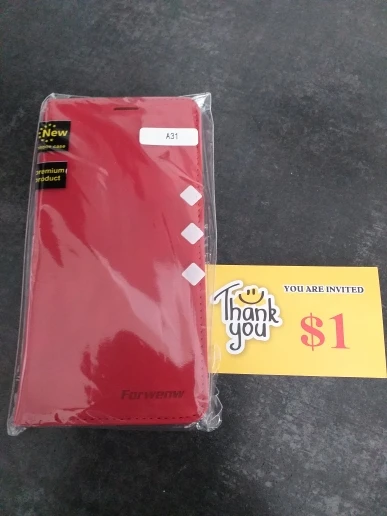 New
A31
premium
product
Forwenw
YOU ARE INVITED
Thank
you
$1